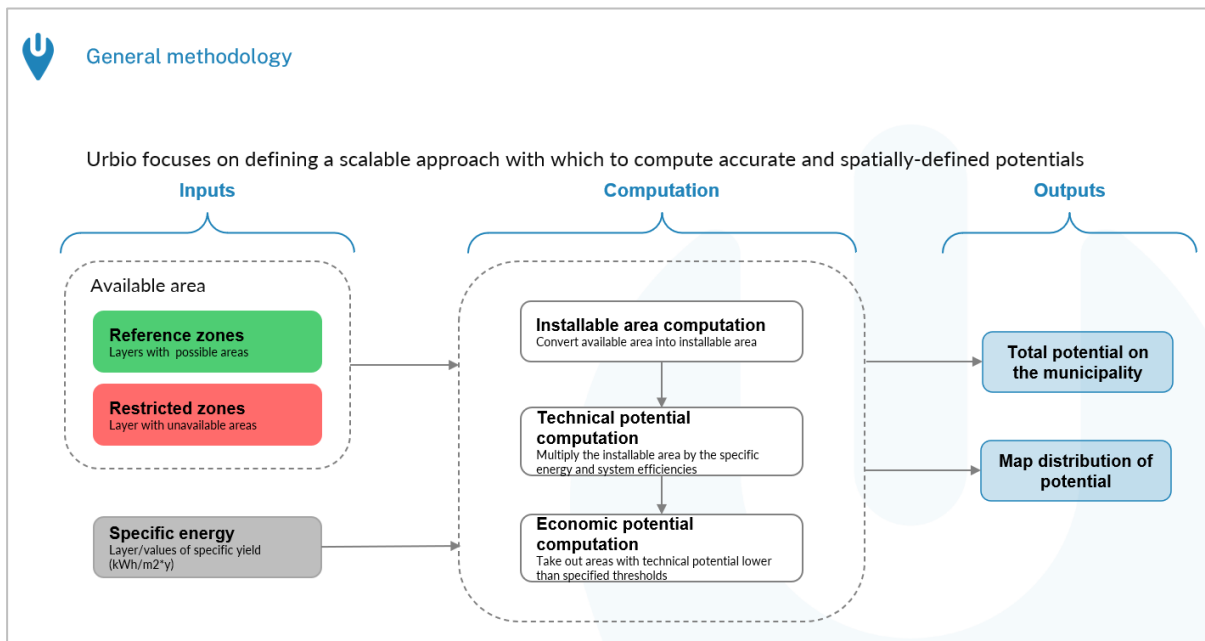 General methodology
Urbio focuses on defining a scalable approach with which to compute accurate and spatially-defined potentials
Inputs
Computation
Outputs
Available area
Reference zones
Layers with possible areas
Restricted zones
Layer with unavailable areas
Specific energy
Layer/values of specific yield
(kWh/m2*y)
Installable area computation
Convert available area into installable area
Technical potential
computation
Multiply the installable area by the specific
energy and system efficiencies
Economic potential
computation
Take out areas with technical potential lower
than specified thresholds
Total potential on
the municipality
Map distribution of
potential